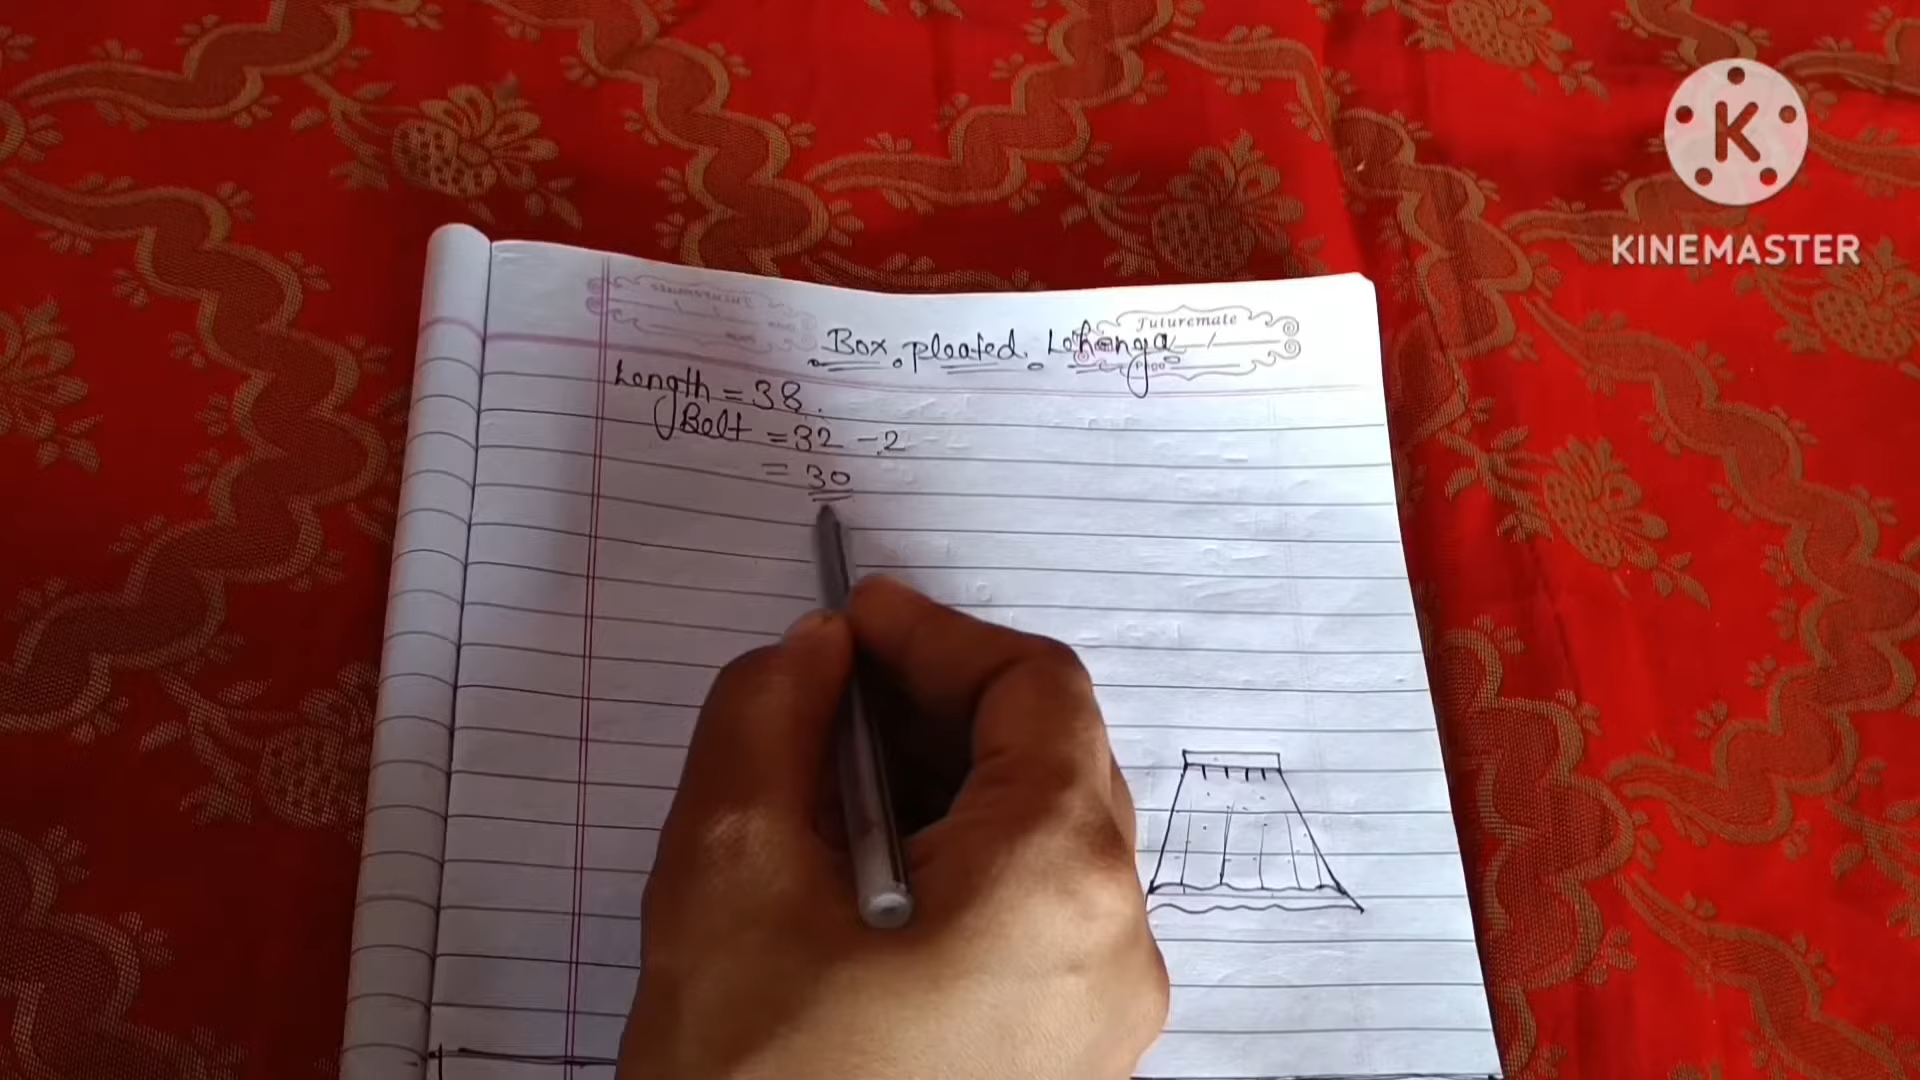 K
KINEMASTER
Futuremate
Box pleated Lehenga
Length = 38.
Belt = 32 - 2
= 30